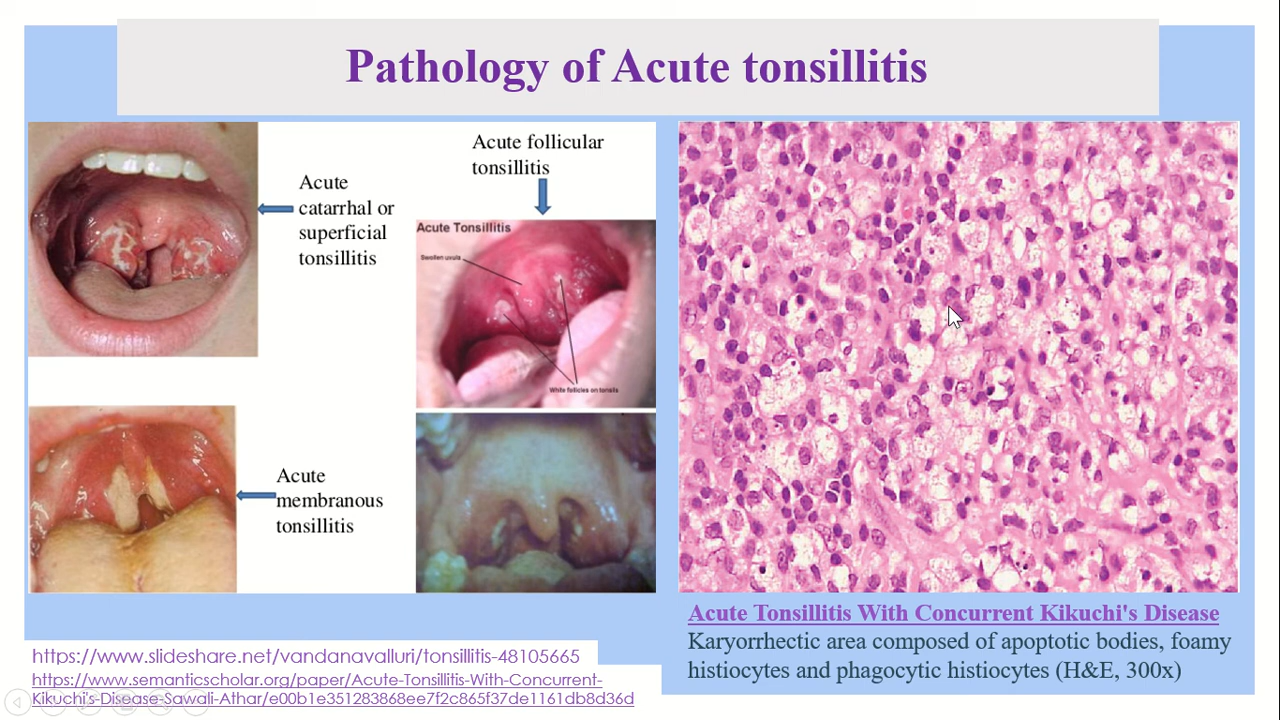 Pathology of Acute tonsillitis
Acute
catarrhal or
superficial
tonsillitis
Acute follicular
tonsillitis
Acute Tonsillitis
Swollen uvula
White follicles on tonsils
Acute
membranous
tonsillitis
Acute Tonsillitis With Concurrent Kikuchi's Disease
Karyorrhectic area composed of apoptotic bodies, foamy
histiocytes and phagocytic histiocytes (H&E, 300x)
https://www.slideshare.net/vandanavalluri/tonsillitis-48105665
https://www.semanticscholar.org/paper/Acute-Tonsillitis-With-Concurrent-
Kikuchi's-Disease-Sawali-Athar/e00b1e351283868ee7f2c865f37de1161db8d36d